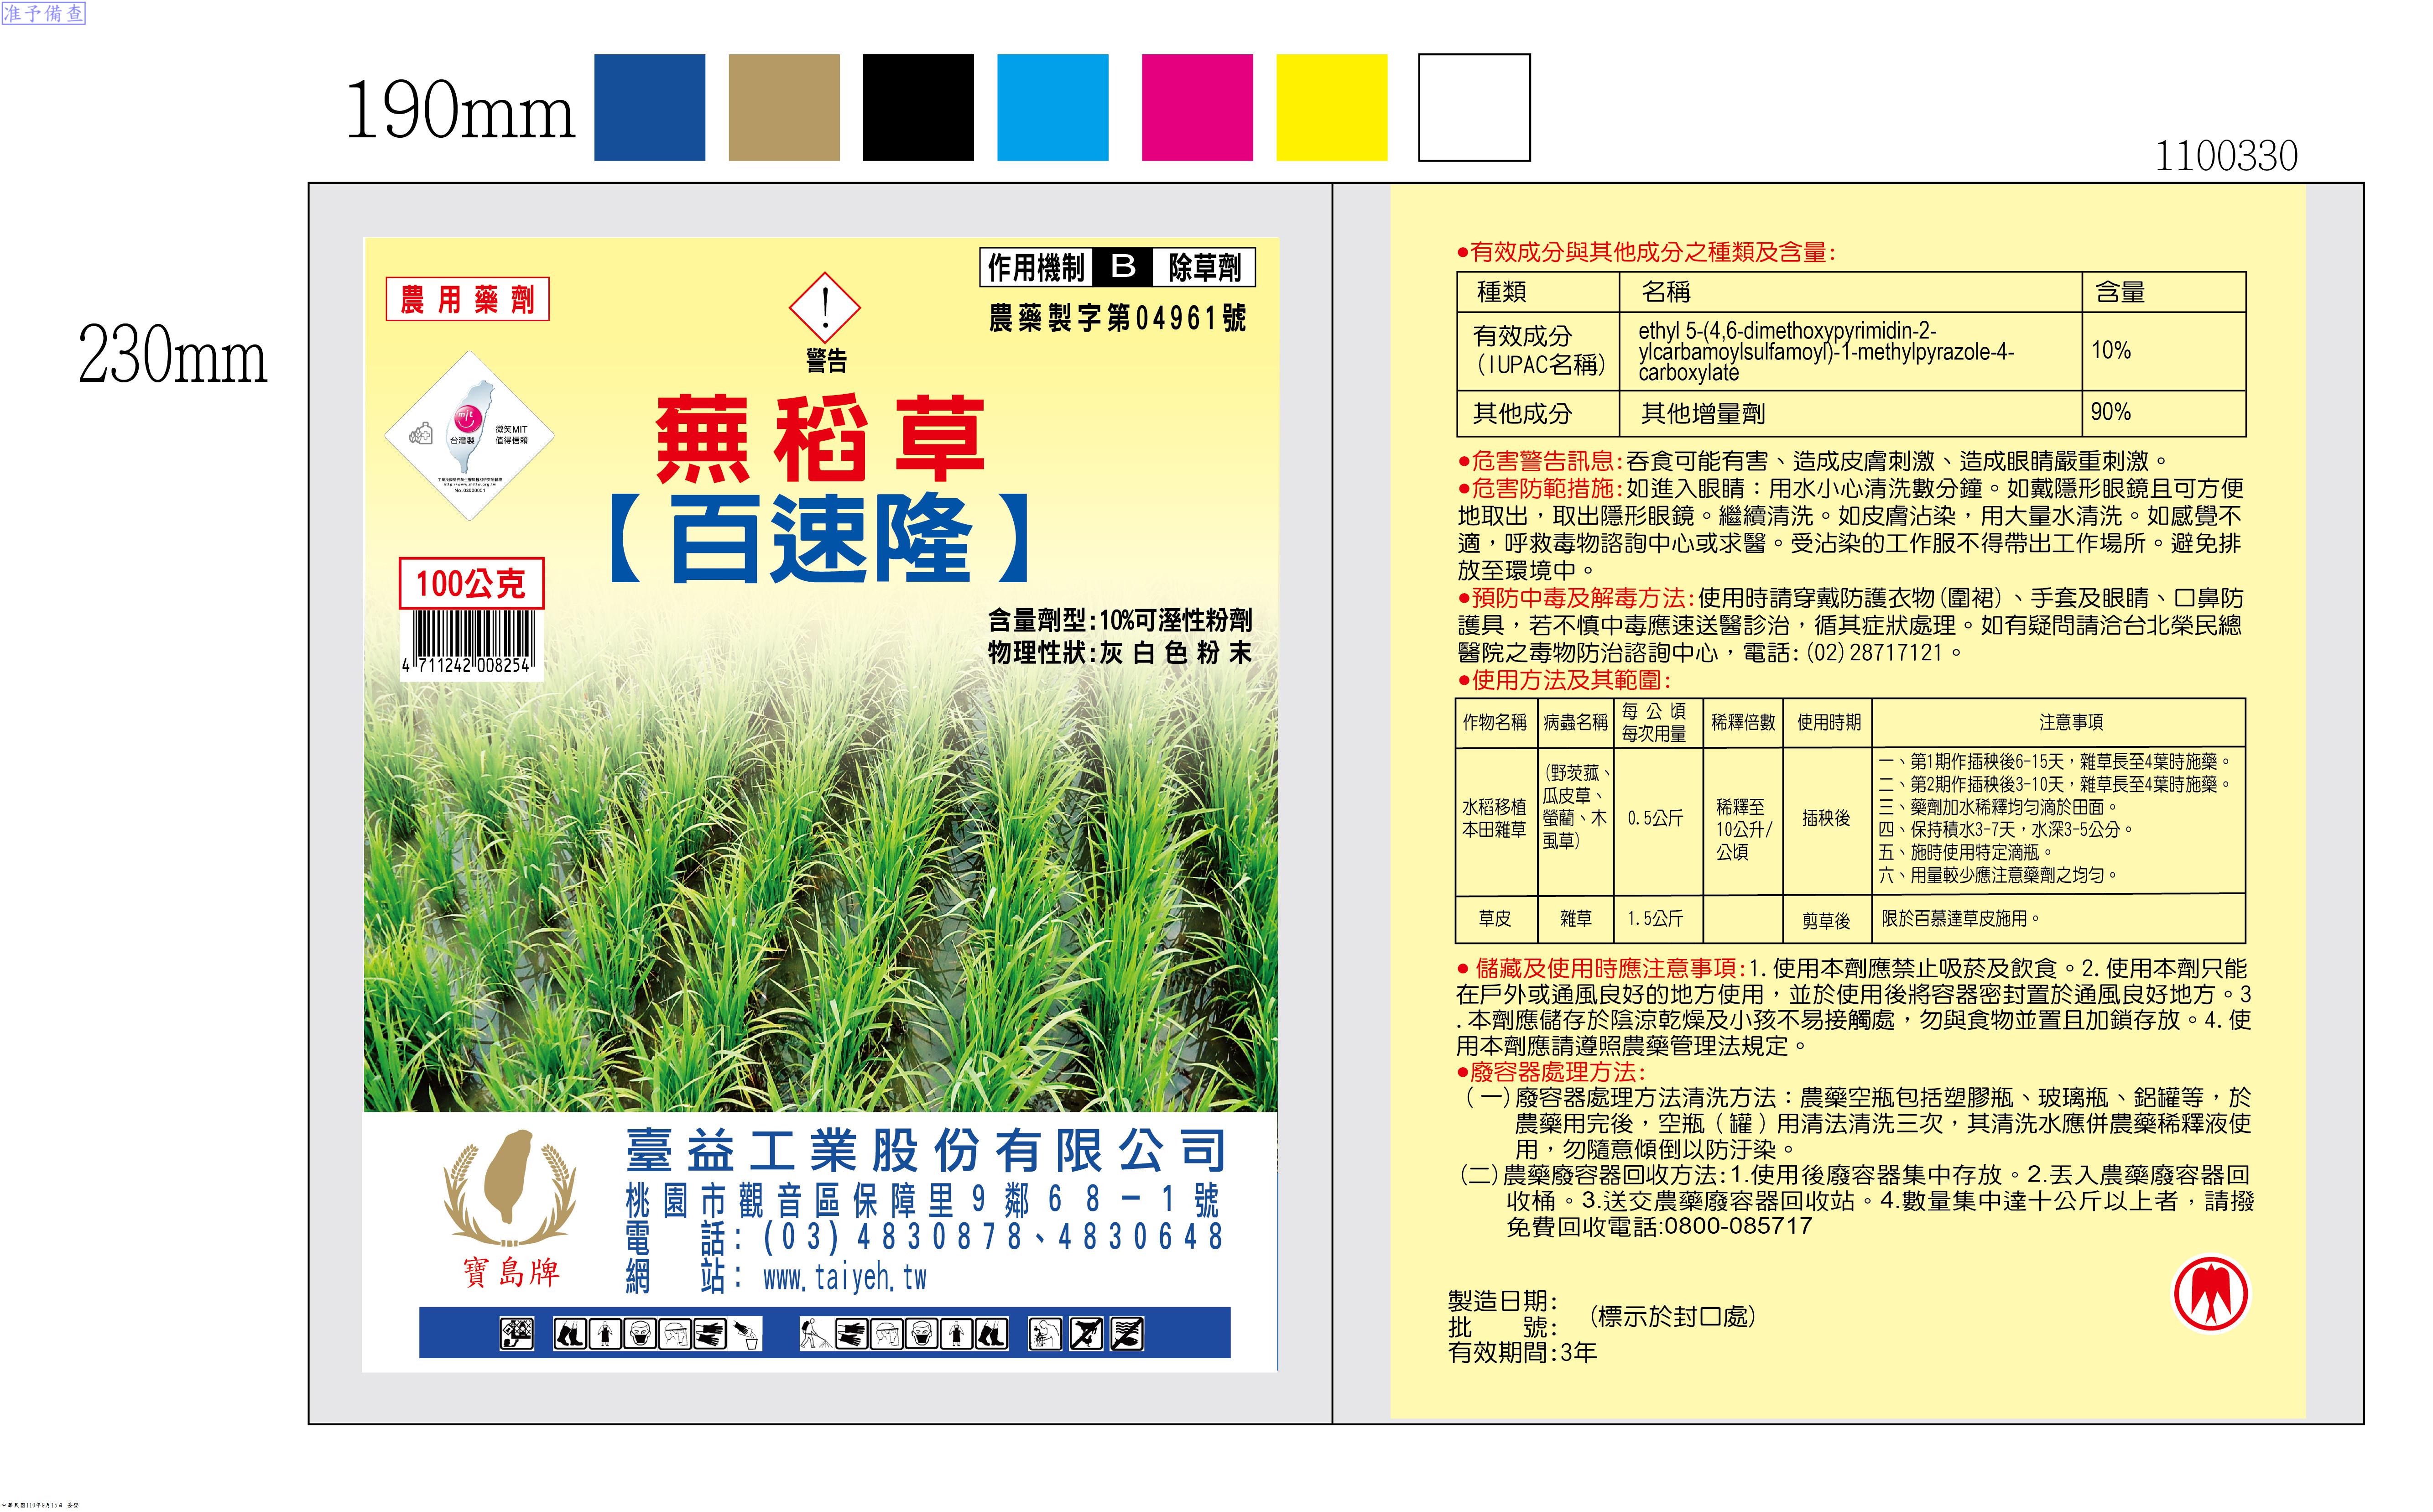 准予備查
190mm
1100330
230mm
農用藥劑
警告
作用機制 B 除草劑
農藥製字第04961號
mit
台灣製
微笑MIT
值得信賴
No.03000001
蕪稻草
【百速隆】
100公克
4 711242 008254
含量劑型:10%可溼性粉劑
物理性狀:灰白色粉末
寶島牌
臺益工業股份有限公司
桃園市觀音區保障里9鄰68－1號
電話:(03)4830878、4830648
網站:www.taiyeh.tw
●有效成分與其他成分之種類及含量:
種類 名稱 含量
有效成分
(IUPAC名稱)
ethyl 5-(4,6-dimethoxypyrimidin-2-
ylcarbamoylsulfamoyl)-1-methylpyrazole-4-
carboxylate
10%
其他成分 其他增量劑 90%
●危害警告訊息:吞食可能有害、造成皮膚刺激、造成眼睛嚴重刺激。
●危害防範措施:如進入眼睛：用水小心清洗數分鐘。如戴隱形眼鏡且可方便
地取出，取出隱形眼鏡。繼續清洗。如皮膚沾染，用大量水清洗。如感覺不
適，呼救毒物諮詢中心或求醫。受沾染的工作服不得帶出工作場所。避免排
放至環境中。
●預防中毒及解毒方法:使用時請穿戴防護衣物(圍裙)、手套及眼睛、口鼻防
護具，若不慎中毒應速送醫診治，循其症狀處理。如有疑問請洽台北榮民總
醫院之毒物防治諮詢中心，電話:(02)28717121。
●使用方法及其範圍:
作物名稱 病蟲名稱 每公頃
每次用量 稀釋倍數 使用時期 注意事項
水稻移植
本田雜草
(野茨菰、
瓜皮草、
螢藺、木
虱草)
0.5公斤
稀釋至
10公升/
公頃
插秧後
一、第1期作插秧後6-15天，雜草長至4葉時施藥。
二、第2期作插秧後3-10天，雜草長至4葉時施藥。
三、藥劑加水稀釋均勻滴於田面。
四、保持積水3-7天，水深3-5公分。
五、施時使用特定滴瓶。
六、用量較少應注意藥劑之均勻。
草皮 雜草 1.5公斤 剪草後 限於百慕達草皮施用。
●儲藏及使用時應注意事項:1.使用本劑應禁止吸菸及飲食。2.使用本劑只能
在戶外或通風良好的地方使用，並於使用後將容器密封置於通風良好地方。3
.本劑應儲存於陰涼乾燥及小孩不易接觸處，勿與食物並置且加鎖存放。4.使
用本劑應請遵照農藥管理法規定。
●廢容器處理方法:
(一)廢容器處理方法清洗方法：農藥空瓶包括塑膠瓶、玻璃瓶、鋁罐等，於
農藥用完後，空瓶（罐）用清法清洗三次，其清洗水應併農藥稀釋液使
用，勿隨意傾倒以防汙染。
(二)農藥廢容器回收方法:1.使用後廢容器集中存放。2.丟入農藥廢容器回
收桶。3.送交農藥廢容器回收站。4.數量集中達十公斤以上者，請撥
免費回收電話:0800-085717
製造日期:
批號:
(標示於封口處)
有效期間:3年
中華民國110年9月15日